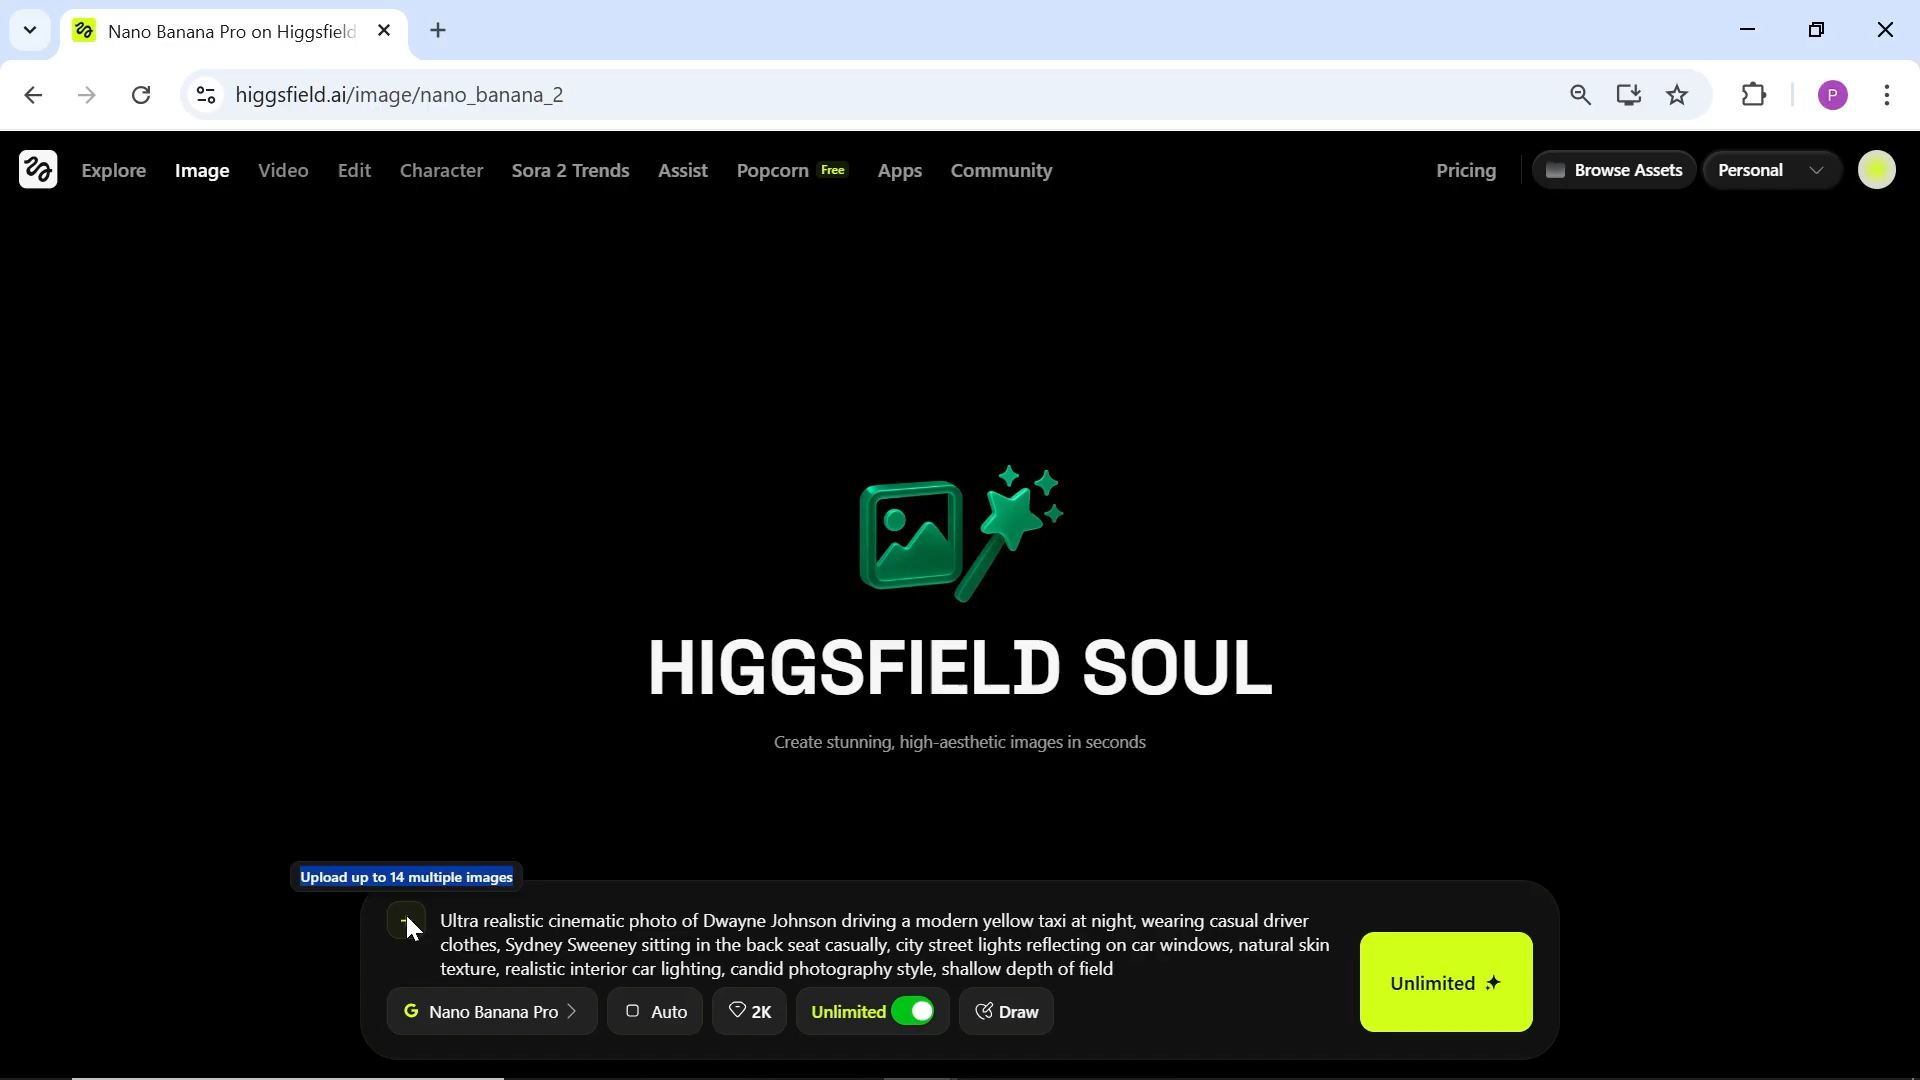 Nano Banana Pro on Higgsfield
higgsfield.ai/image/nano_banana_2
P
Explore Image Video Edit Character Sora 2 Trends Assist Popcorn Free Apps Community Pricing Browse Assets Personal
HIGGSFIELD SOUL
Create stunning, high-aesthetic images in seconds
Upload up to 14 multiple images
Ultra realistic cinematic photo of Dwayne Johnson driving a modern yellow taxi at night, wearing casual driver
clothes, Sydney Sweeney sitting in the back seat casually, city street lights reflecting on car windows, natural skin
texture, realistic interior car lighting, candid photography style, shallow depth of field
Unlimited
G Nano Banana Pro Auto 2K Unlimited Draw